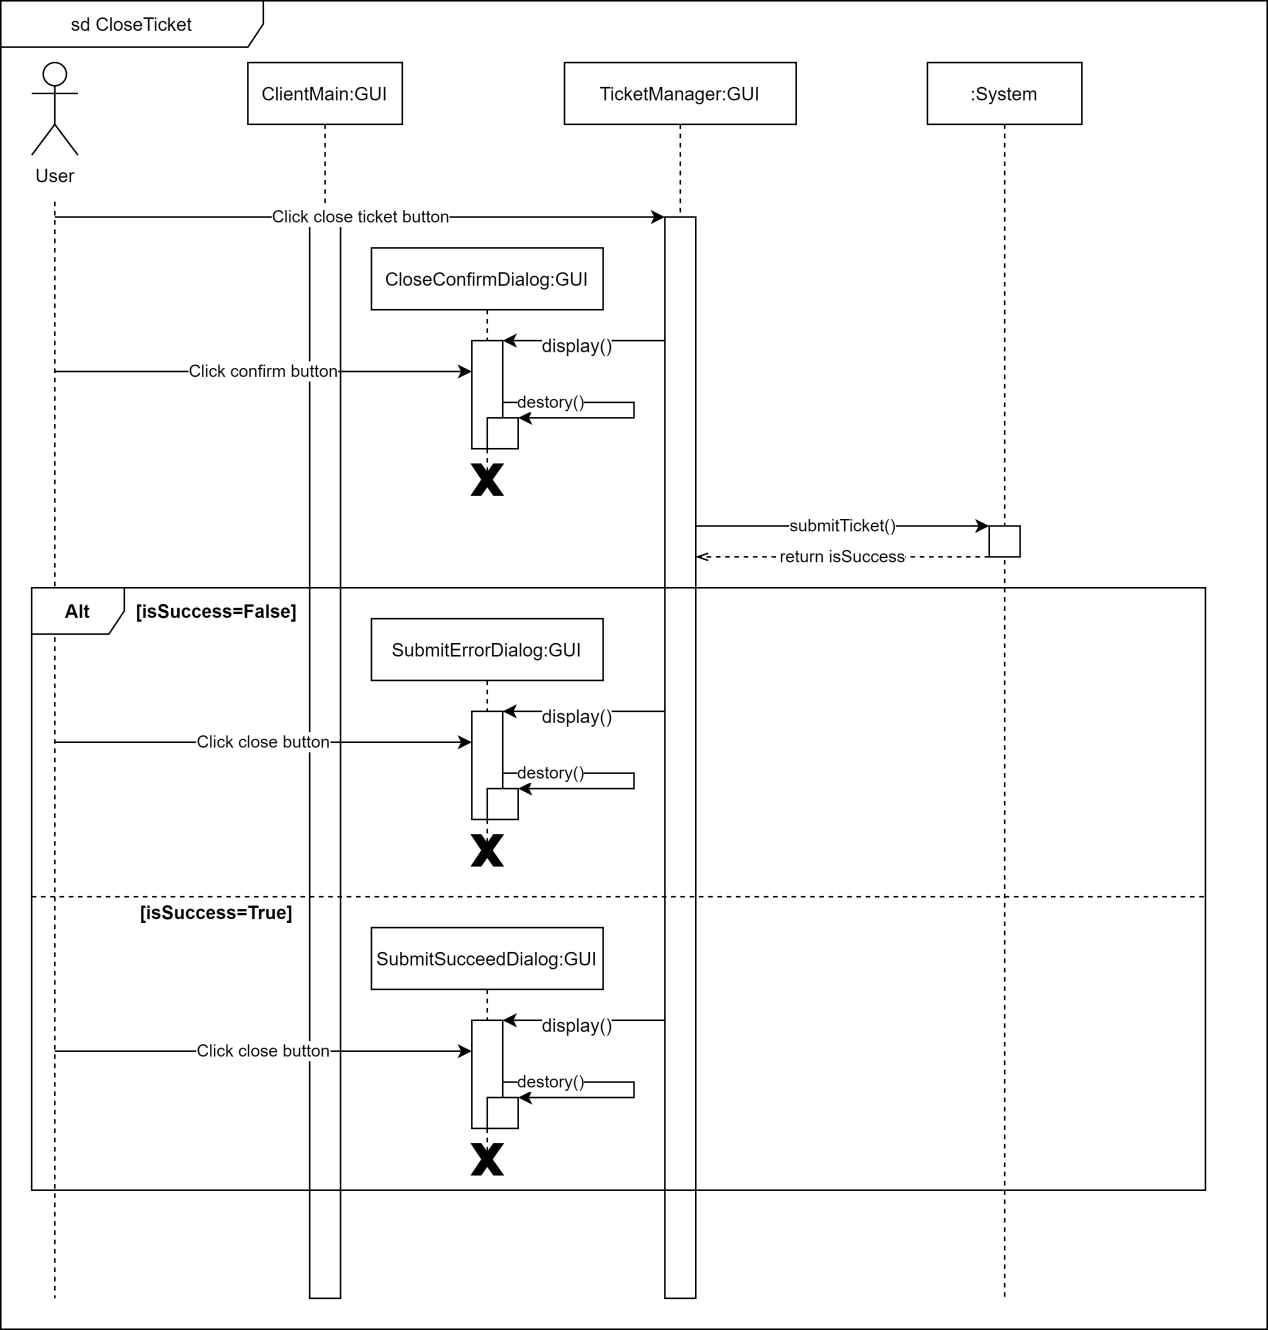 sd CloseTicket
ClientMain:GUI
TicketManager:GUI
:System
User
Click close ticket button
CloseConfirmDialog:GUI
display()
Click confirm button
destory()
X
submitTicket()
return isSuccess
Alt
[isSuccess=False]
SubmitErrorDialog:GUI
display()
Click close button
destory()
X
[isSuccess=True]
SubmitSucceedDialog:GUI
display()
Click close button
destory()
X